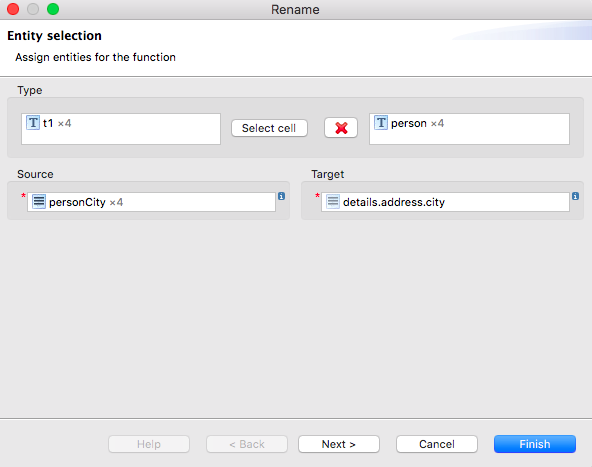 Rename
Entity selection
Assign entities for the function
Type
T t1 ×4
Select cell
T person ×4
Source
Target
* personCity ×4 i
* details.address.city i
Help
< Back
Next >
Cancel
Finish